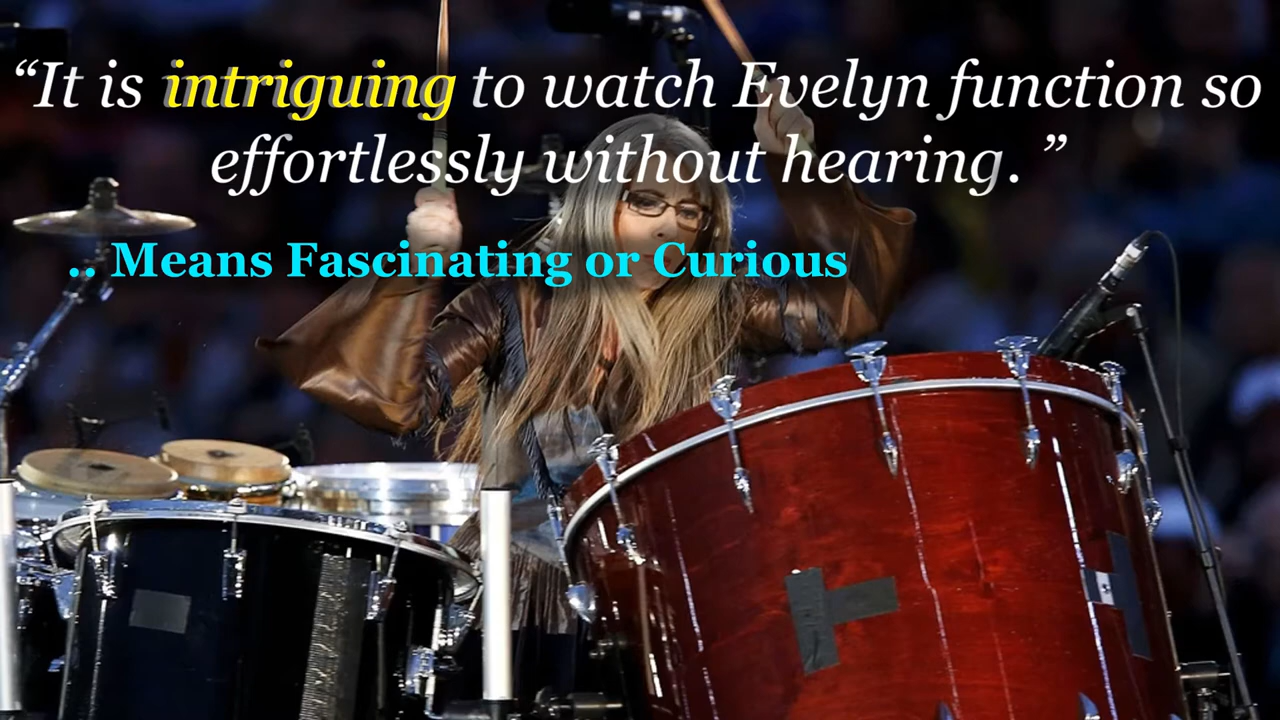 “It is intriguing to watch Evelyn function so
effortlessly without hearing. ”
.. Means Fascinating or Curious